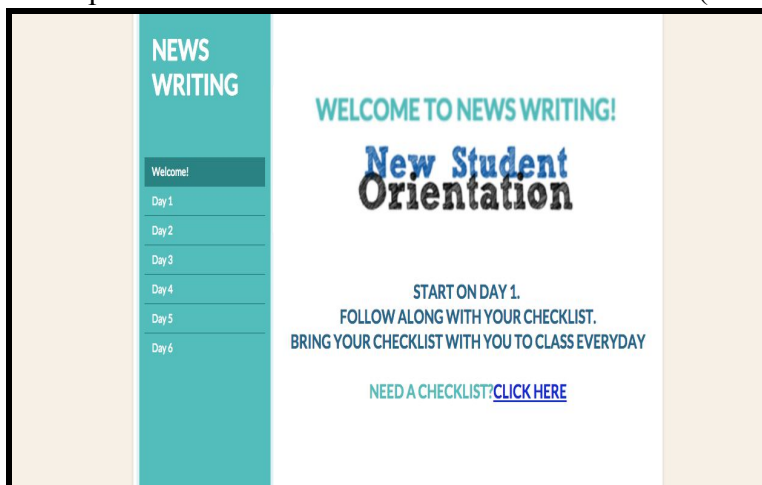 NEWS
WRITING
Welcome!
Day 1
Day 2
Day 3
Day 4
Day 5
Day 6
WELCOME TO NEWS WRITING!
New Student
Orientation
START ON DAY 1.
FOLLOW ALONG WITH YOUR CHECKLIST.
BRING YOUR CHECKLIST WITH YOU TO CLASS EVERYDAY
NEED A CHECKLIST?CLICK HERE